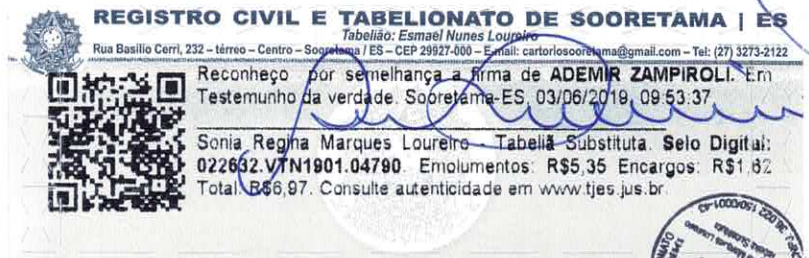 REGISTRO CIVIL E TABELIONATO DE SOORETAMA | ES
Tabelião: Esmael Nunes Loureiro
Rua Basílio Cerri, 232 – térreo – Centro – Sooretama / ES – CEP 29927-000 – E-mail: cartoriosooretama@gmail.com – Tel: (27) 3273-2122
Reconheço por semelhança a firma de ADEMIR ZAMPIROLI. Em
Testemunho da verdade. Sooretama-ES, 03/06/2019, 09:53:37
Sonia Regina Marques Loureiro - Tabeliã Substituta. Selo Digital:
022632.VTN1901.04790. Emolumentos: R$5,35 Encargos: R$1,62
Total: R$6,97. Consulte autenticidade em www.tjes.jus.br.